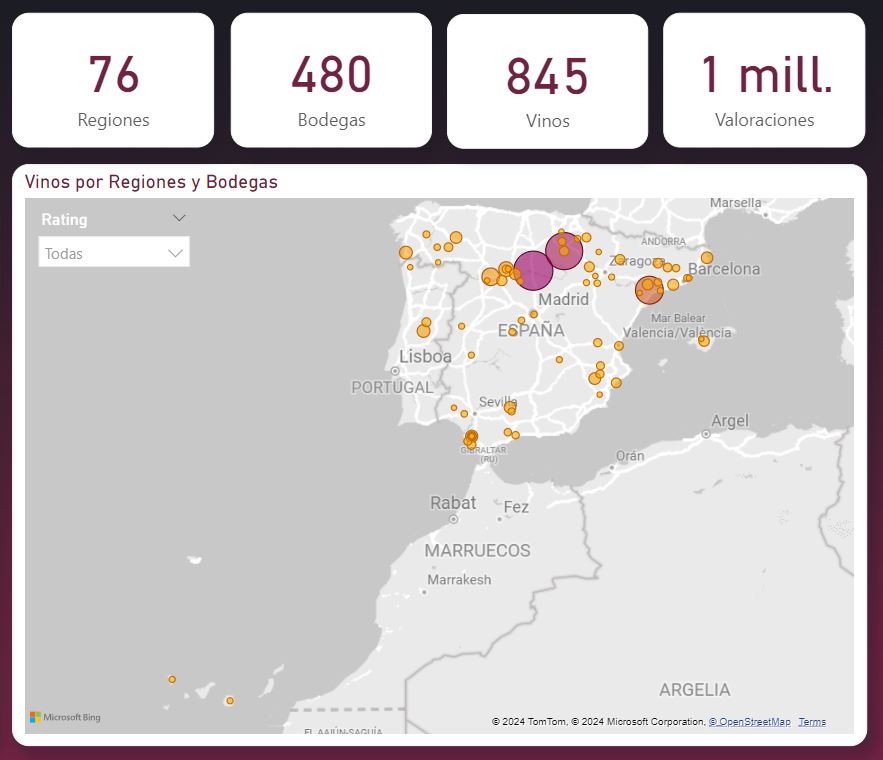 76
Regiones
480
Bodegas
845
Vinos
1 mill.
Valoraciones
Vinos por Regiones y Bodegas
Rating
Todas
Marsella
ANDORRA
Zaragoza
Barcelona
Madrid
Mar Balear
ESPAÑA
Valencia/València
Lisboa
PORTUGAL
Sevilla
Argel
GIBRALTAR
(RU)
Orán
Rabat
Fez
MARRUECOS
Marrakesh
ARGELIA
Microsoft Bing
© 2024 TomTom, © 2024 Microsoft Corporation, © OpenStreetMap Terms
EL AAIÚN-SAGUÍA